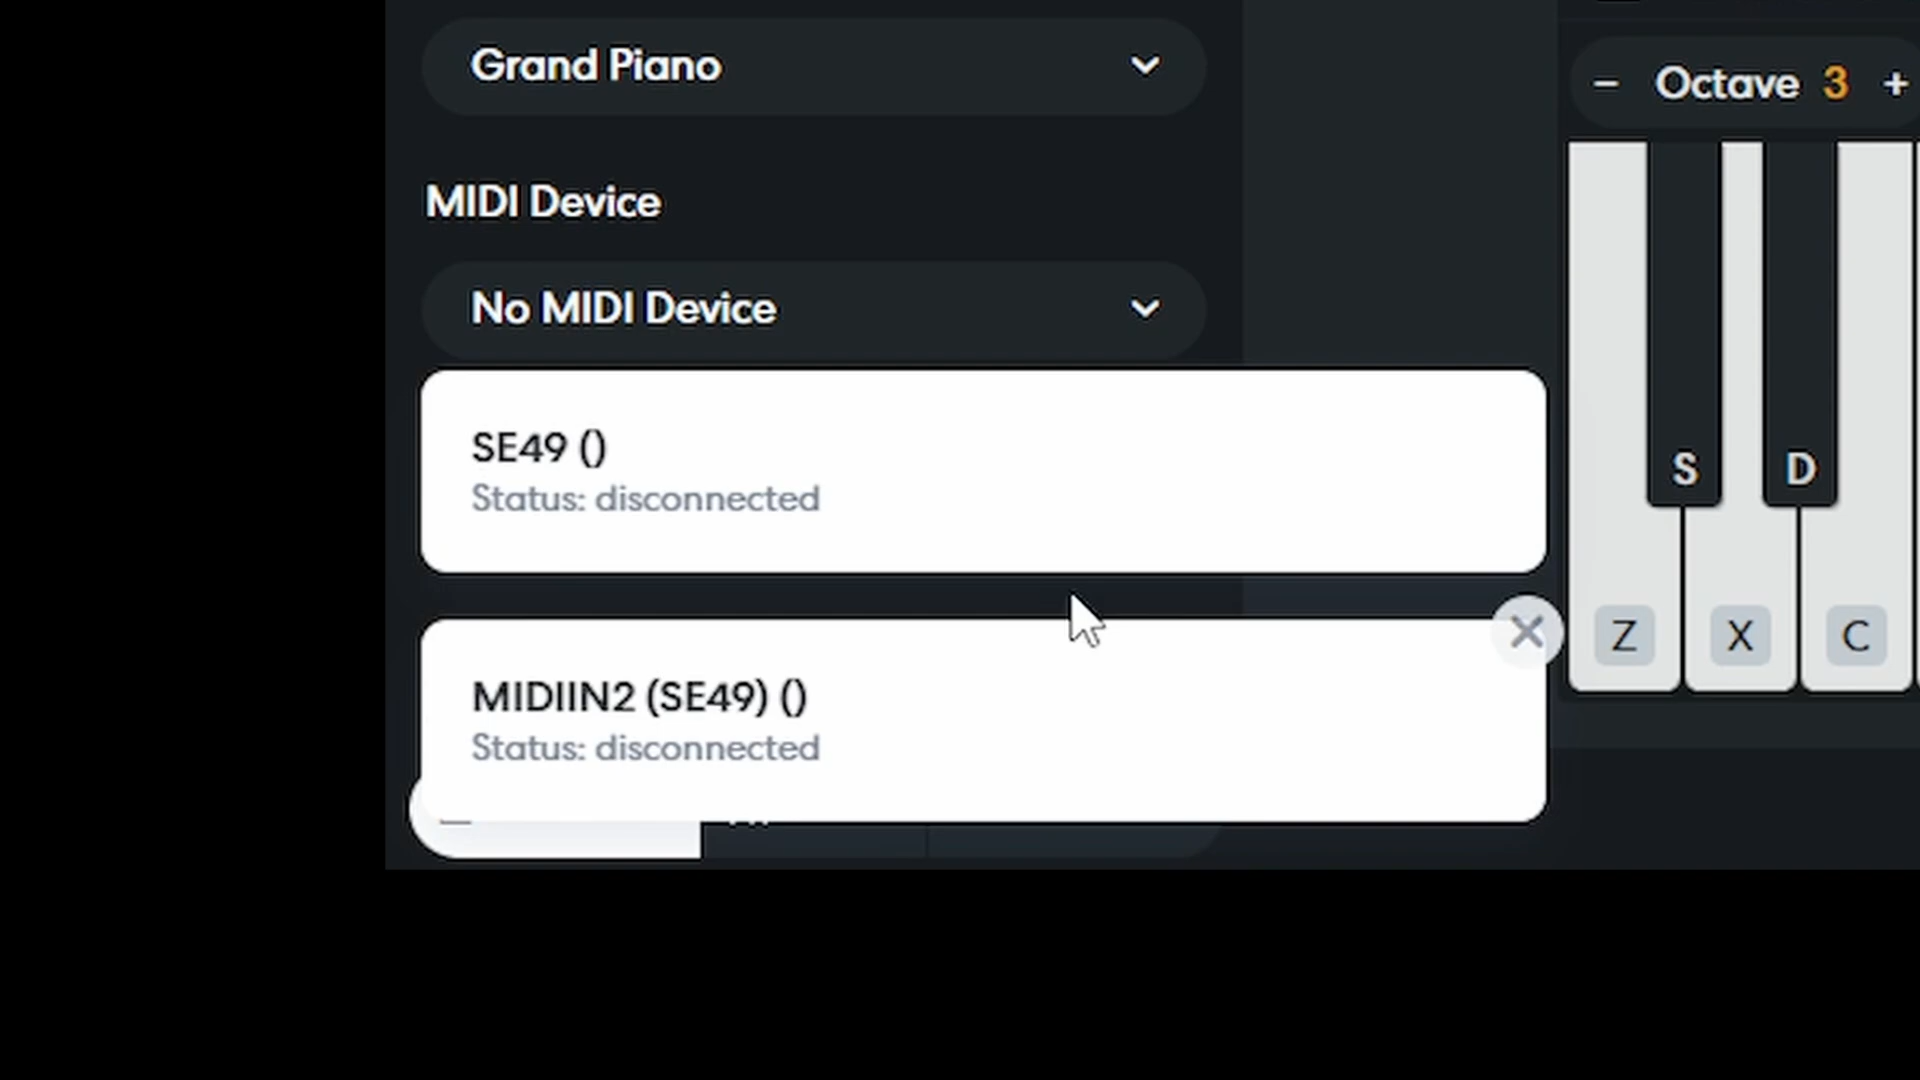 Grand Piano
MIDI Device
No MIDI Device
SE49 ()
Status: disconnected
MIDIIN2 (SE49) ()
Status: disconnected
− Octave 3 +
S D
Z X C